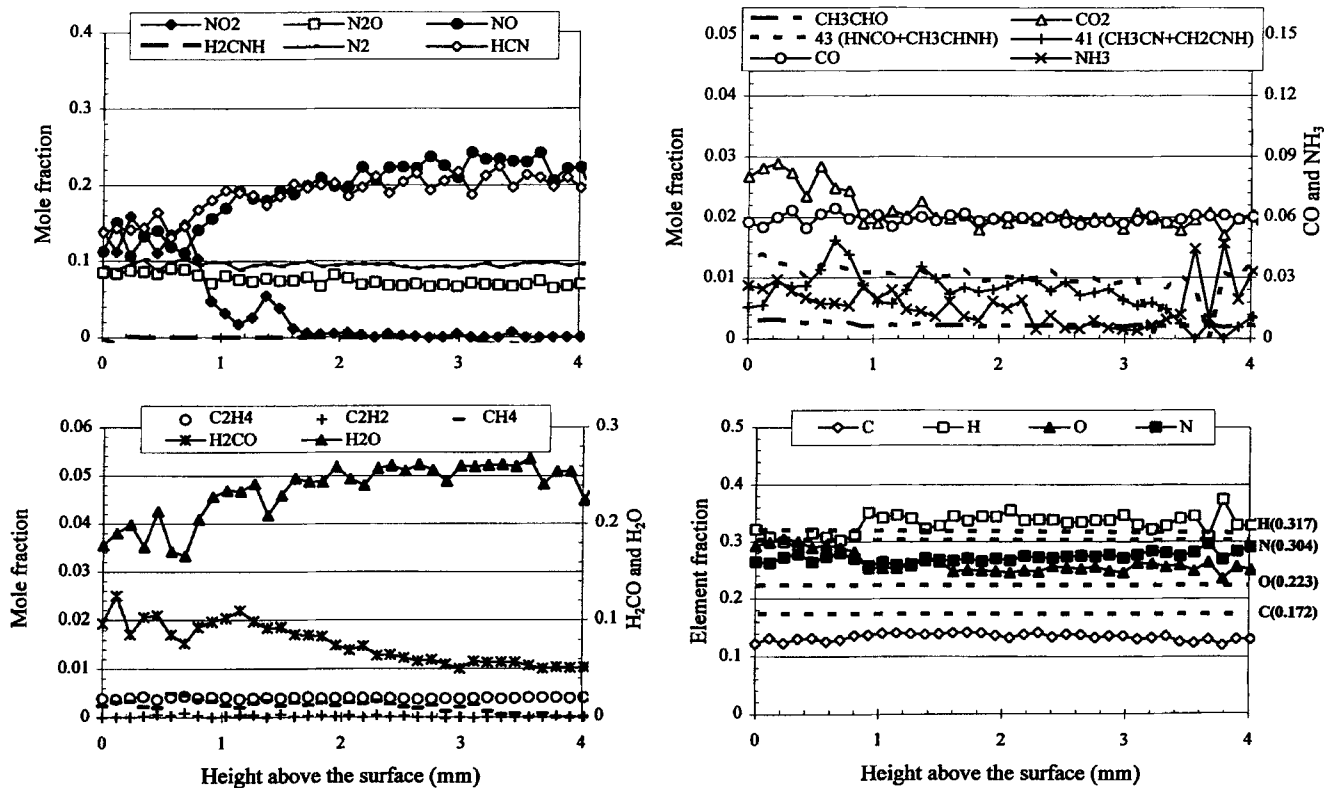 NO2 N2O NO
H2CNH N2 HCN
0.4
0.3
0.2
0.1
0
Mole fraction
0 1 2 3 4
CH3CHO CO2
43 (HNCO+CH3CHNH) 41 (CH3CN+CH2CNH)
CO NH3
0.05
0.04
0.03
0.02
0.01
0
Mole fraction
0.15
0.12
0.09
0.06
0.03
0
CO and NH3
0 1 2 3 4
C2H4 C2H2 CH4
H2CO H2O
0.06
0.05
0.04
0.03
0.02
0.01
0
Mole fraction
0.3
0.2
0.1
0
H2CO and H2O
0 1 2 3 4
Height above the surface (mm)
C H O N
0.5
0.4
0.3
0.2
0.1
0
Element fraction
H(0.317)
N(0.304)
O(0.223)
C(0.172)
0 1 2 3 4
Height above the surface (mm)